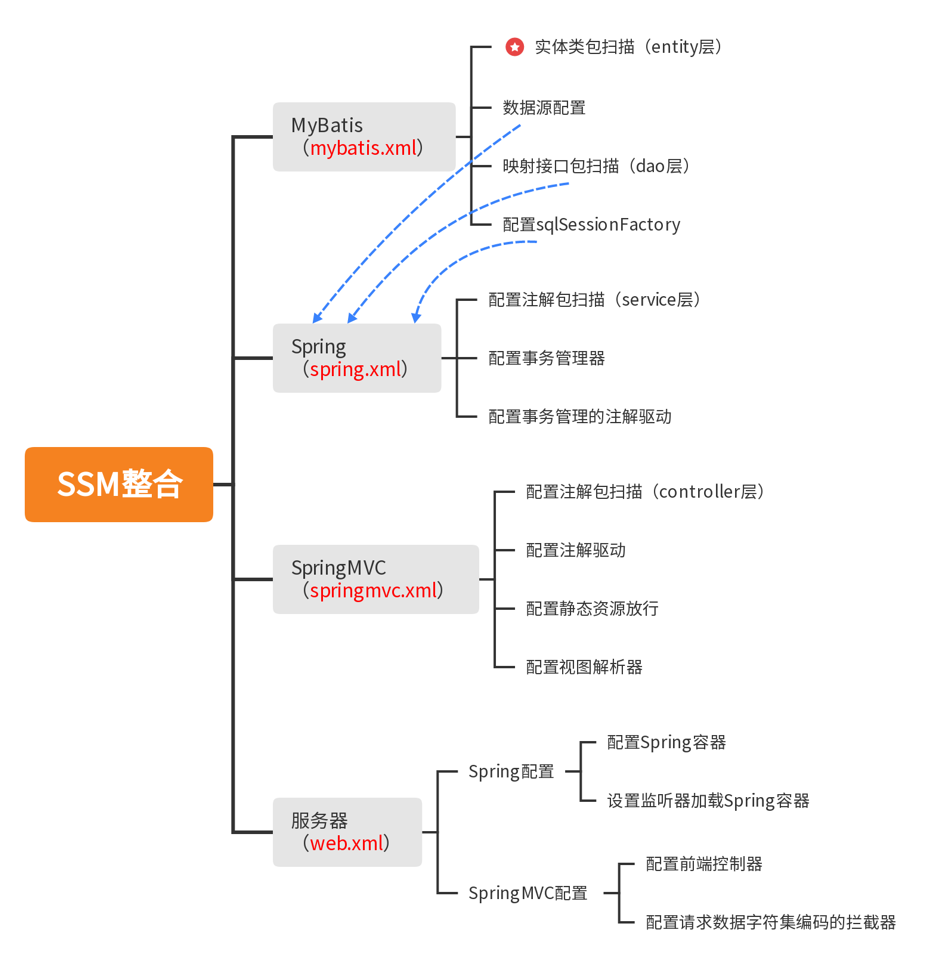 SSM整合
MyBatis
（mybatis.xml）
实体类包扫描（entity层）
数据源配置
映射接口包扫描（dao层）
配置sqlSessionFactory
Spring
（spring.xml）
配置注解包扫描（service层）
配置事务管理器
配置事务管理的注解驱动
SpringMVC
（springmvc.xml）
配置注解包扫描（controller层）
配置注解驱动
配置静态资源放行
配置视图解析器
服务器
（web.xml）
Spring配置
配置Spring容器
设置监听器加载Spring容器
SpringMVC配置
配置前端控制器
配置请求数据字符集编码的拦截器